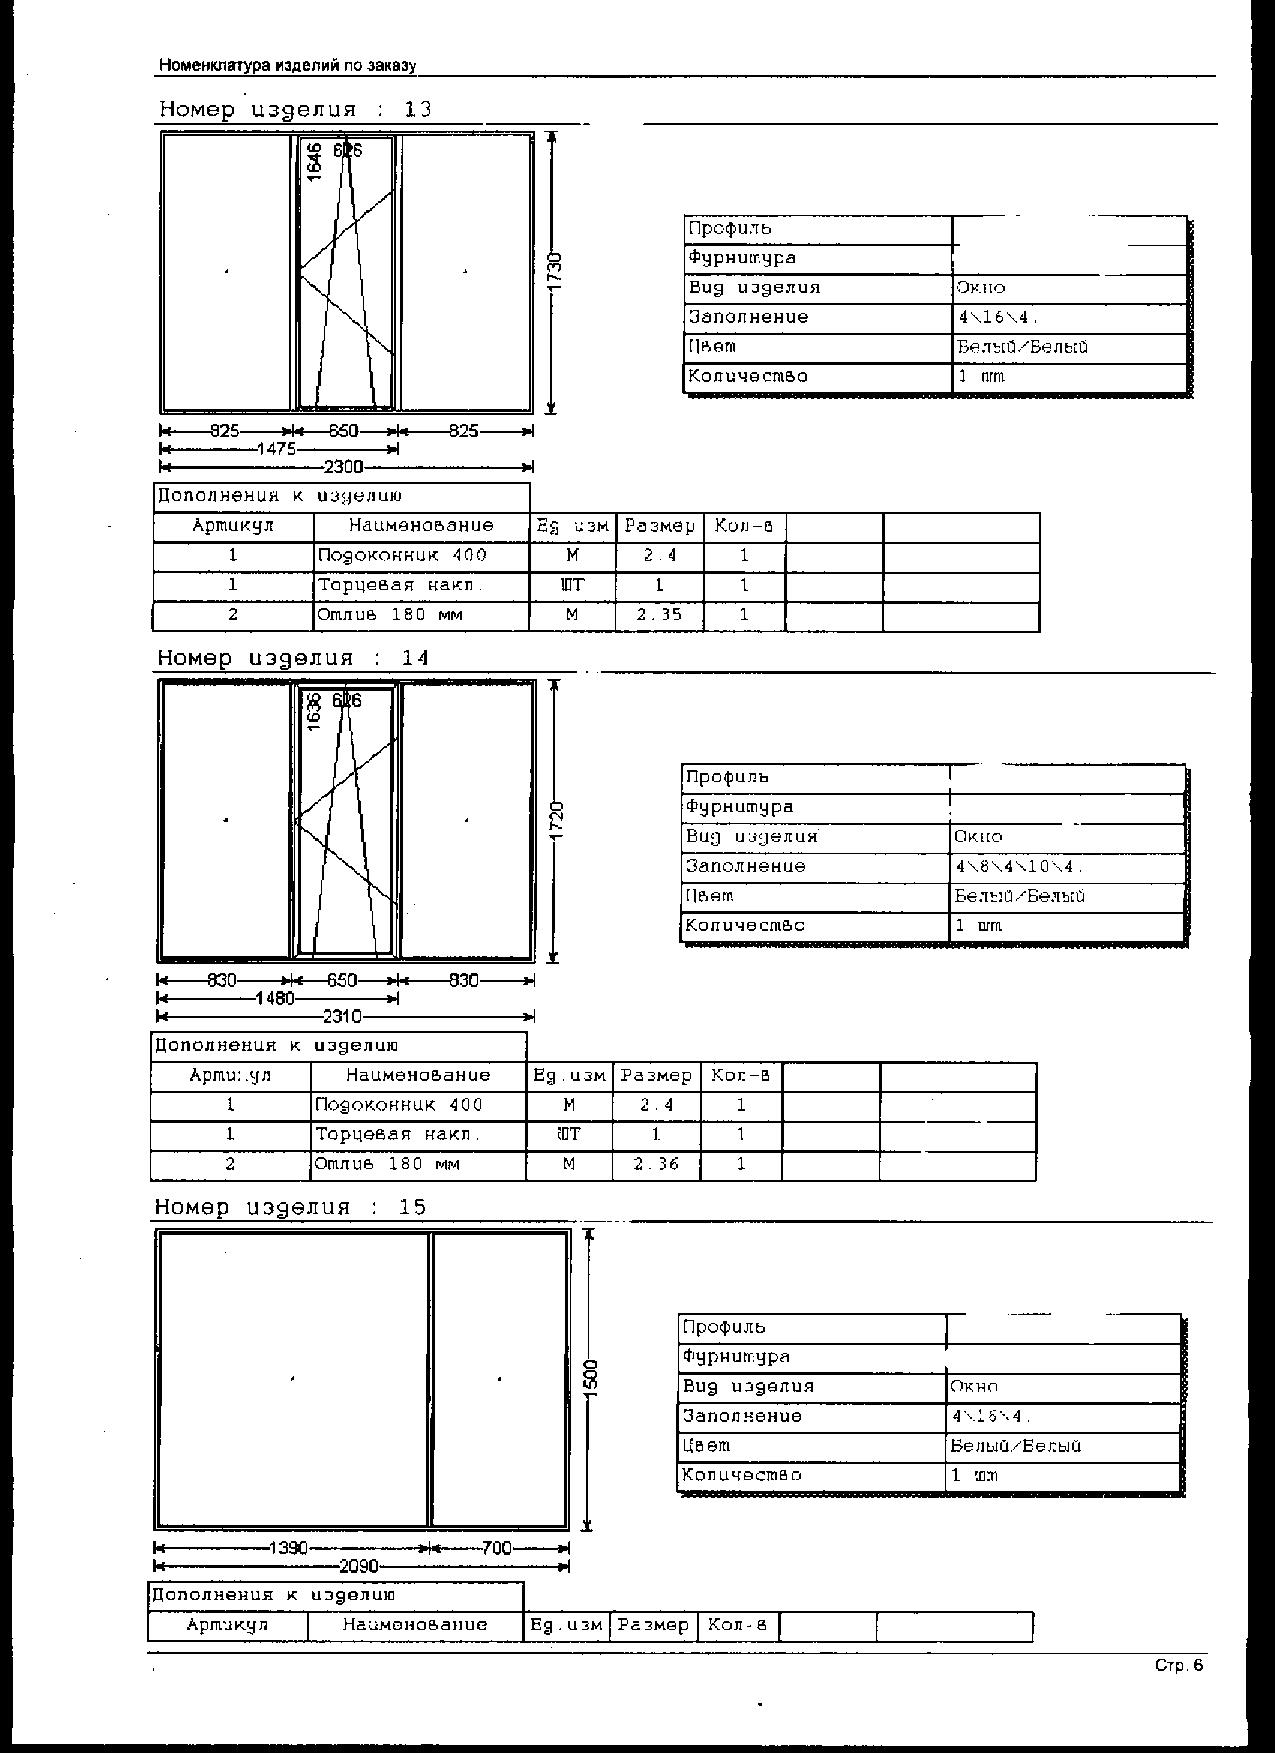 Номенклатура изделий по заказу
Номер изделия : 13
1646 626
1730
825 650 825
1475
2300
Профиль
Фурнитура
Вид изделия Окно
Заполнение 4\16\4.
Цвет Белый/Белый
Количество 1 шт
Дополнения к изделию
Артикул Наименование Ед изм Размер Кол-в
1 Подоконник 400 М 2.4 1
1 Торцевая накл. ШТ 1 1
2 Отлив 180 мм М 2.35 1
Номер изделия : 14
1636 626
1720
830 650 830
1480
2310
Профиль
Фурнитура
Вид изделия Окно
Заполнение 4\8\4\10\4.
Цвет Белый/Белый
Количество 1 шт
Дополнения к изделию
Артикул Наименование Ед.изм Размер Кол-в
1 Подоконник 400 М 2.4 1
1 Торцевая накл. ШТ 1 1
2 Отлив 180 мм М 2.36 1
Номер изделия : 15
1500
1390 700
2090
Профиль
Фурнитура
Вид изделия Окно
Заполнение 4\16\4.
Цвет Белый/Белый
Количество 1 шт
Дополнения к изделию
Артикул Наименование Ед.изм Размер Кол-в
Стр. 6